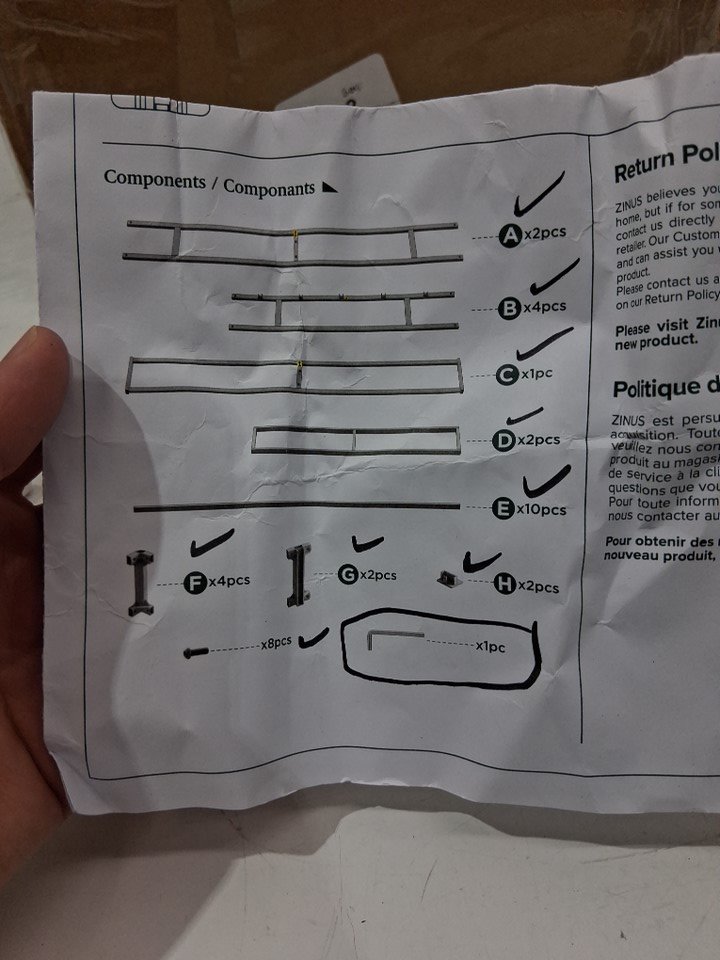 Components / Componants
A x2pcs
B x4pcs
C x1pc
D x2pcs
E x10pcs
F x4pcs
G x2pcs
H x2pcs
x8pcs
x1pc
Return Pol
ZINUS believes you
home, but if for som
contact us directly
retailer. Our Custom
and can assist you
product.
Please contact us a
on our Return Policy
Please visit Zin
new product.
Politique d
ZINUS est persu
acquisition. Tout
veuillez nous con
produit au magas
de service à la cli
questions que vou
Pour toute inform
nous contacter au
Pour obtenir des
nouveau produit,